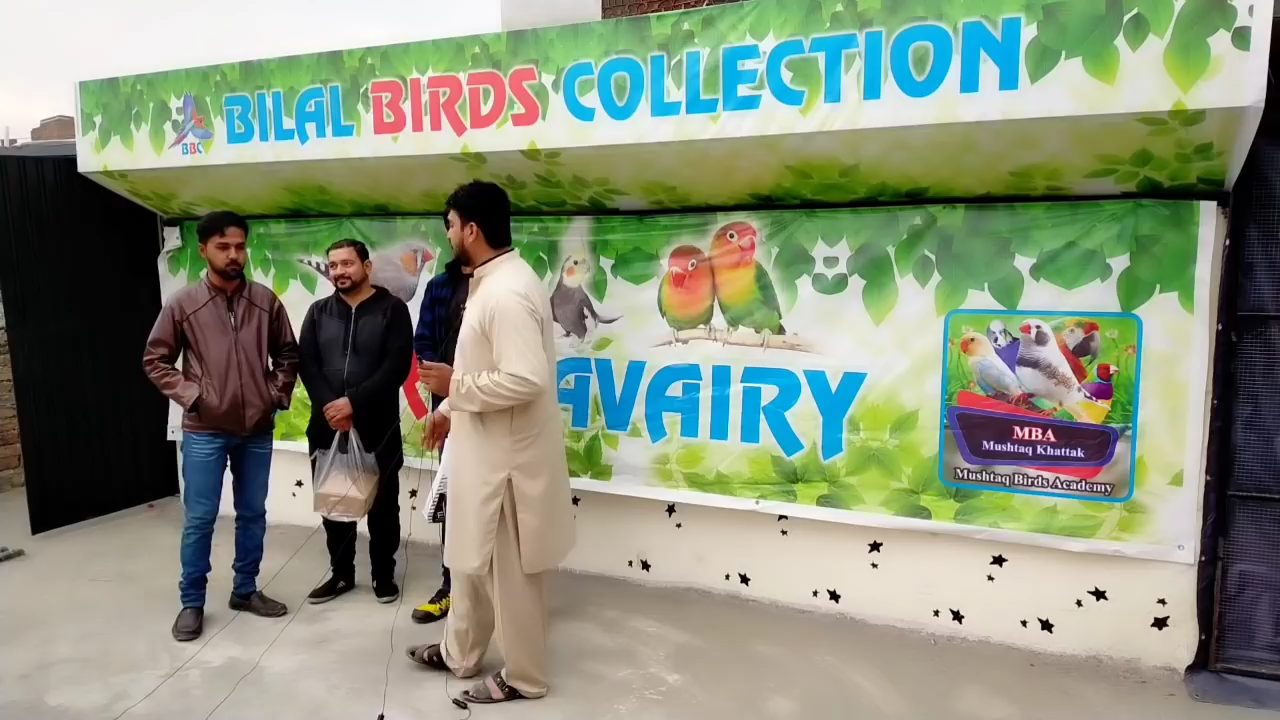 BILAL BIRDS COLLECTION
BBC
AVAIRY
MBA
Mushtaq Khattak
Mushtaq Birds Academy